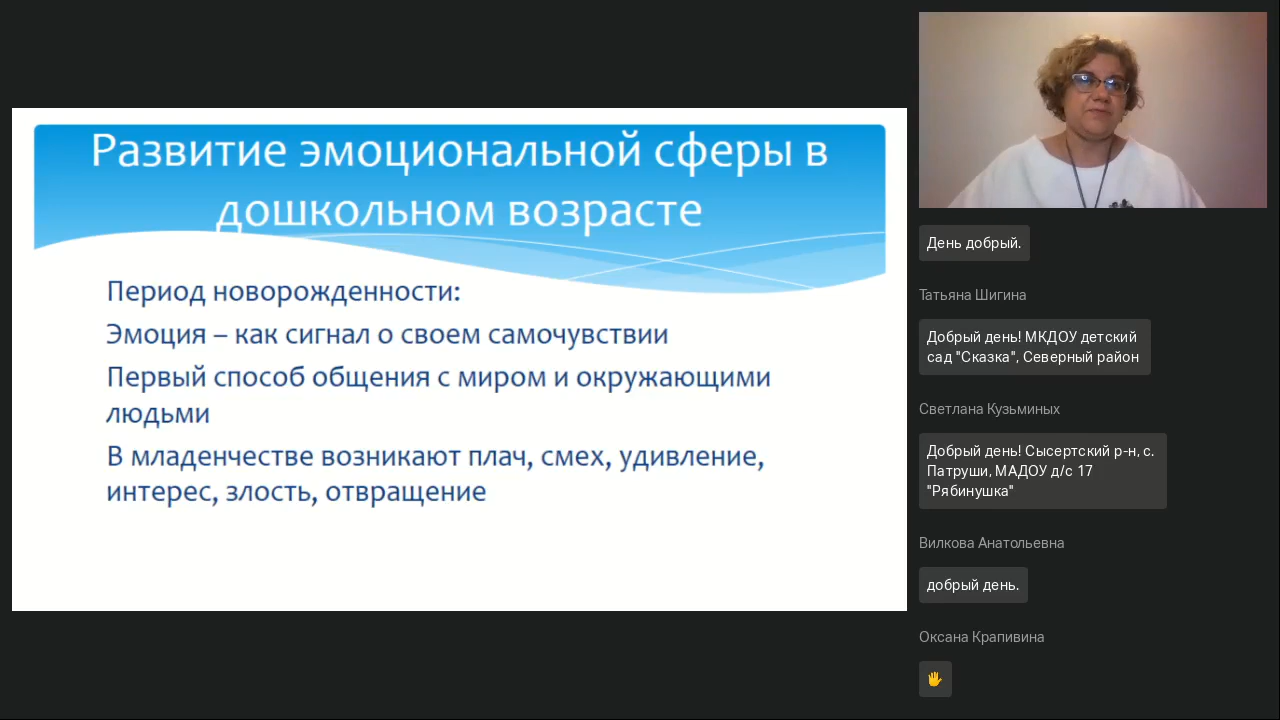 Развитие эмоциональной сферы в
дошкольном возрасте
Период новорожденности:
Эмоция – как сигнал о своем самочувствии
Первый способ общения с миром и окружающими
людьми
В младенчестве возникают плач, смех, удивление,
интерес, злость, отвращение
День добрый.
Татьяна Шигина
Добрый день! МКДОУ детский
сад "Сказка", Северный район
Светлана Кузьминых
Добрый день! Сысертский р-н, с.
Патруши, МАДОУ д/с 17
"Рябинушка"
Вилкова Анатольевна
добрый день.
Оксана Крапивина
🖐